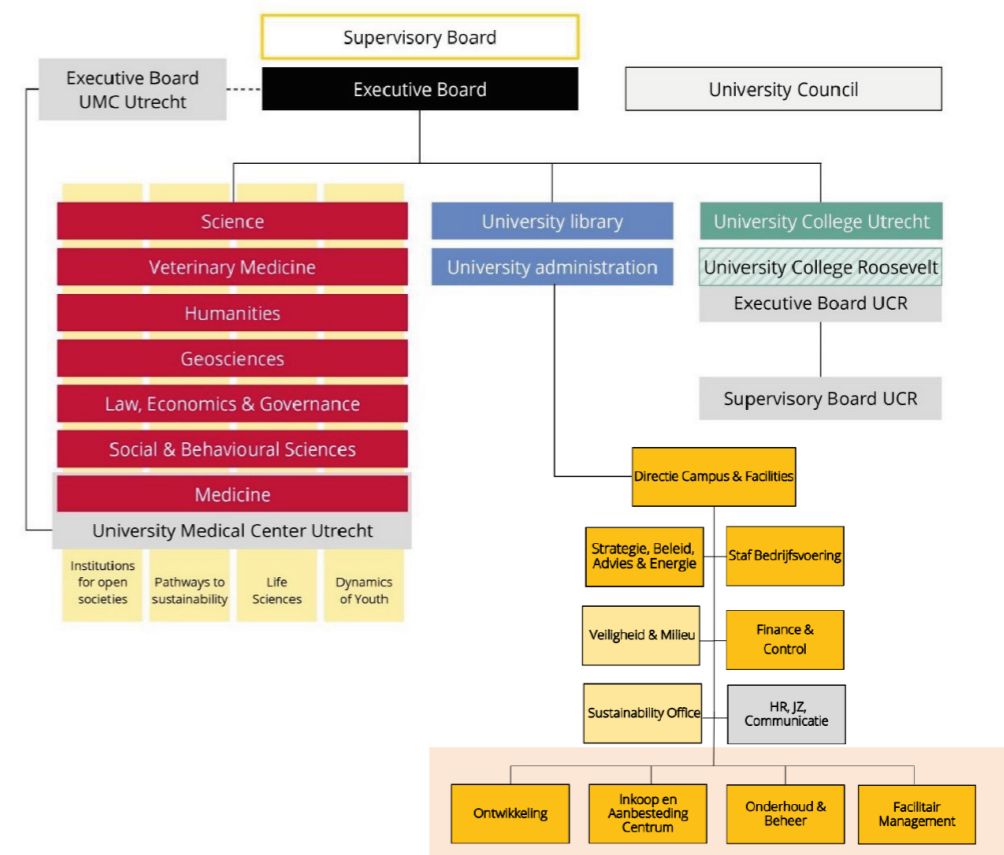 Supervisory Board
Executive Board
UMC Utrecht
Executive Board
University Council
Science
Veterinary Medicine
Humanities
Geosciences
Law, Economics & Governance
Social & Behavioural Sciences
Medicine
University Medical Center Utrecht
Institutions
for open
societies
Pathways to
sustainability
Life
Sciences
Dynamics
of Youth
University library
University administration
University College Utrecht
University College Roosevelt
Executive Board UCR
Supervisory Board UCR
Directie Campus & Facilities
Strategie, Beleid,
Advies & Energie
Staf Bedrijfsvoering
Veiligheid & Milieu
Finance &
Control
Sustainability Office
HR, JZ,
Communicatie
Ontwikkeling
Inkoop en
Aanbesteding
Centrum
Onderhoud &
Beheer
Facilitair
Management